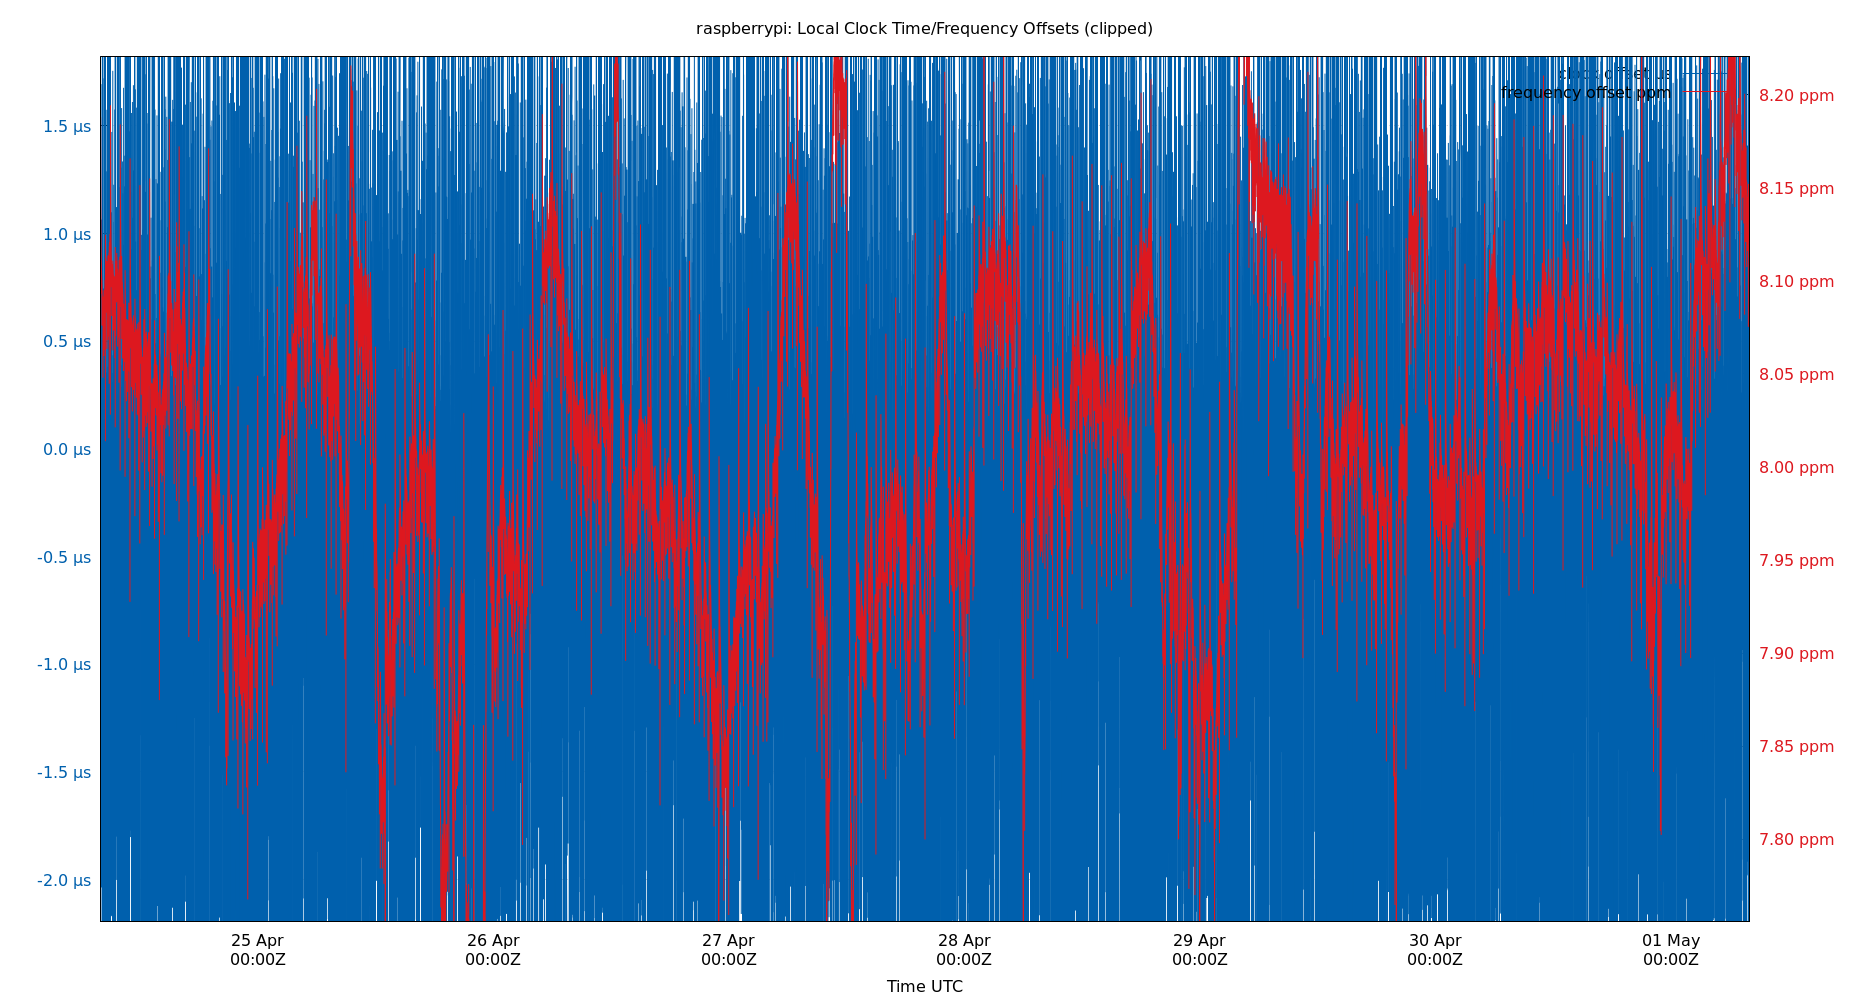 raspberrypi: Local Clock Time/Frequency Offsets (clipped)
clock offset us
frequency offset ppm
1.5 µs
1.0 µs
0.5 µs
0.0 µs
-0.5 µs
-1.0 µs
-1.5 µs
-2.0 µs
8.20 ppm
8.15 ppm
8.10 ppm
8.05 ppm
8.00 ppm
7.95 ppm
7.90 ppm
7.85 ppm
7.80 ppm
25 Apr 26 Apr 27 Apr 28 Apr 29 Apr 30 Apr 01 May
00:00Z 00:00Z 00:00Z 00:00Z 00:00Z 00:00Z 00:00Z
Time UTC